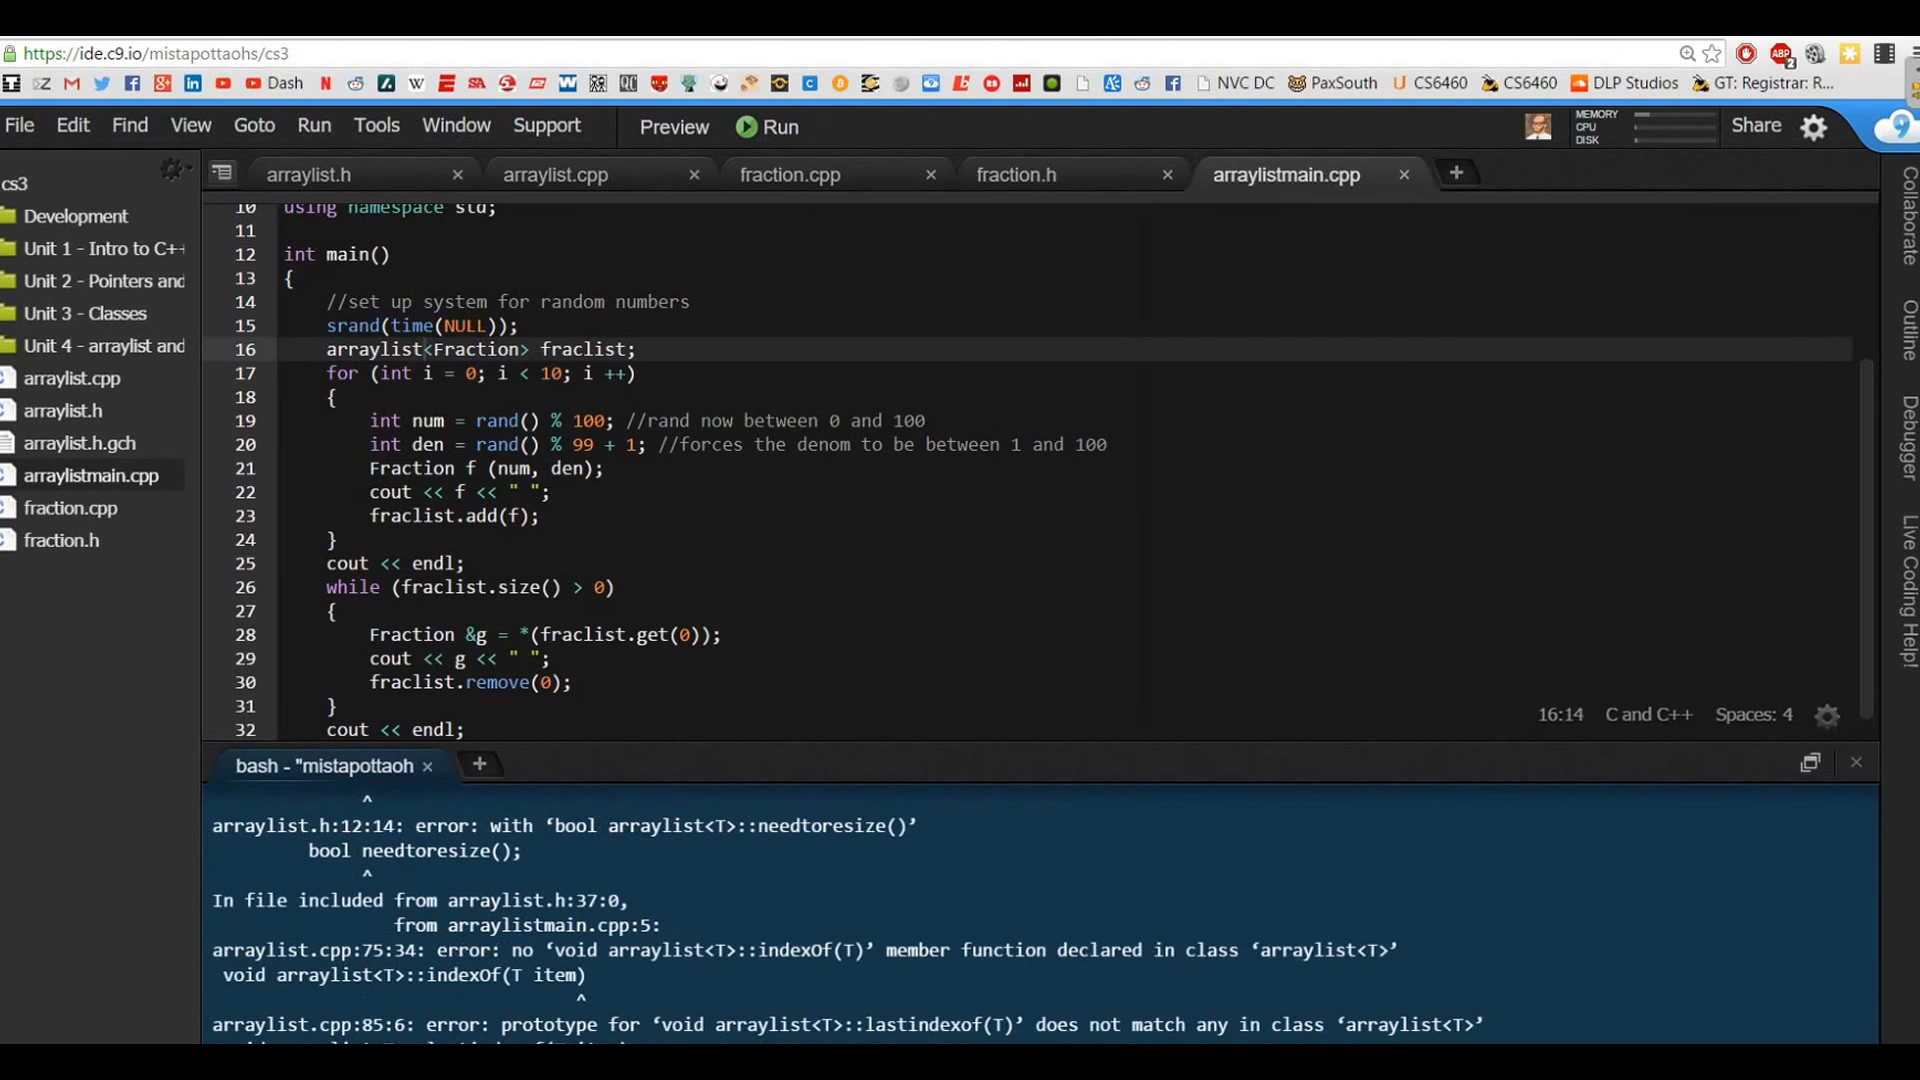 https://ide.c9.io/mistapottaohs/cs3
Dash
NVC DC
PaxSouth
CS6460
CS6460
DLP Studios
GT: Registrar: R...
File Edit Find View Goto Run Tools Window Support Preview Run
MEMORY
CPU
DISK
Share
cs3
Development
Unit 1 - Intro to C++
Unit 2 - Pointers and
Unit 3 - Classes
Unit 4 - arraylist and
arraylist.cpp
arraylist.h
arraylist.h.gch
arraylistmain.cpp
fraction.cpp
fraction.h
arraylist.h arraylist.cpp fraction.cpp fraction.h arraylistmain.cpp
10 using namespace std;
11
12 int main()
13 {
14 //set up system for random numbers
15 srand(time(NULL));
16 arraylist<Fraction> fraclist;
17 for (int i = 0; i < 10; i ++)
18 {
19 int num = rand() % 100; //rand now between 0 and 100
20 int den = rand() % 99 + 1; //forces the denom to be between 1 and 100
21 Fraction f (num, den);
22 cout << f << " ";
23 fraclist.add(f);
24 }
25 cout << endl;
26 while (fraclist.size() > 0)
27 {
28 Fraction &g = *(fraclist.get(0));
29 cout << g << " ";
30 fraclist.remove(0);
31 }
32 cout << endl;
16:14 C and C++ Spaces: 4
Collaborate
Outline
Debugger
Live Coding Help!
bash - "mistapottaoh
^
arraylist.h:12:14: error: with ‘bool arraylist<T>::needtoresize()’
bool needtoresize();
^
In file included from arraylist.h:37:0,
from arraylistmain.cpp:5:
arraylist.cpp:75:34: error: no ‘void arraylist<T>::indexOf(T)’ member function declared in class ‘arraylist<T>’
void arraylist<T>::indexOf(T item)
^
arraylist.cpp:85:6: error: prototype for ‘void arraylist<T>::lastindexof(T)’ does not match any in class ‘arraylist<T>’